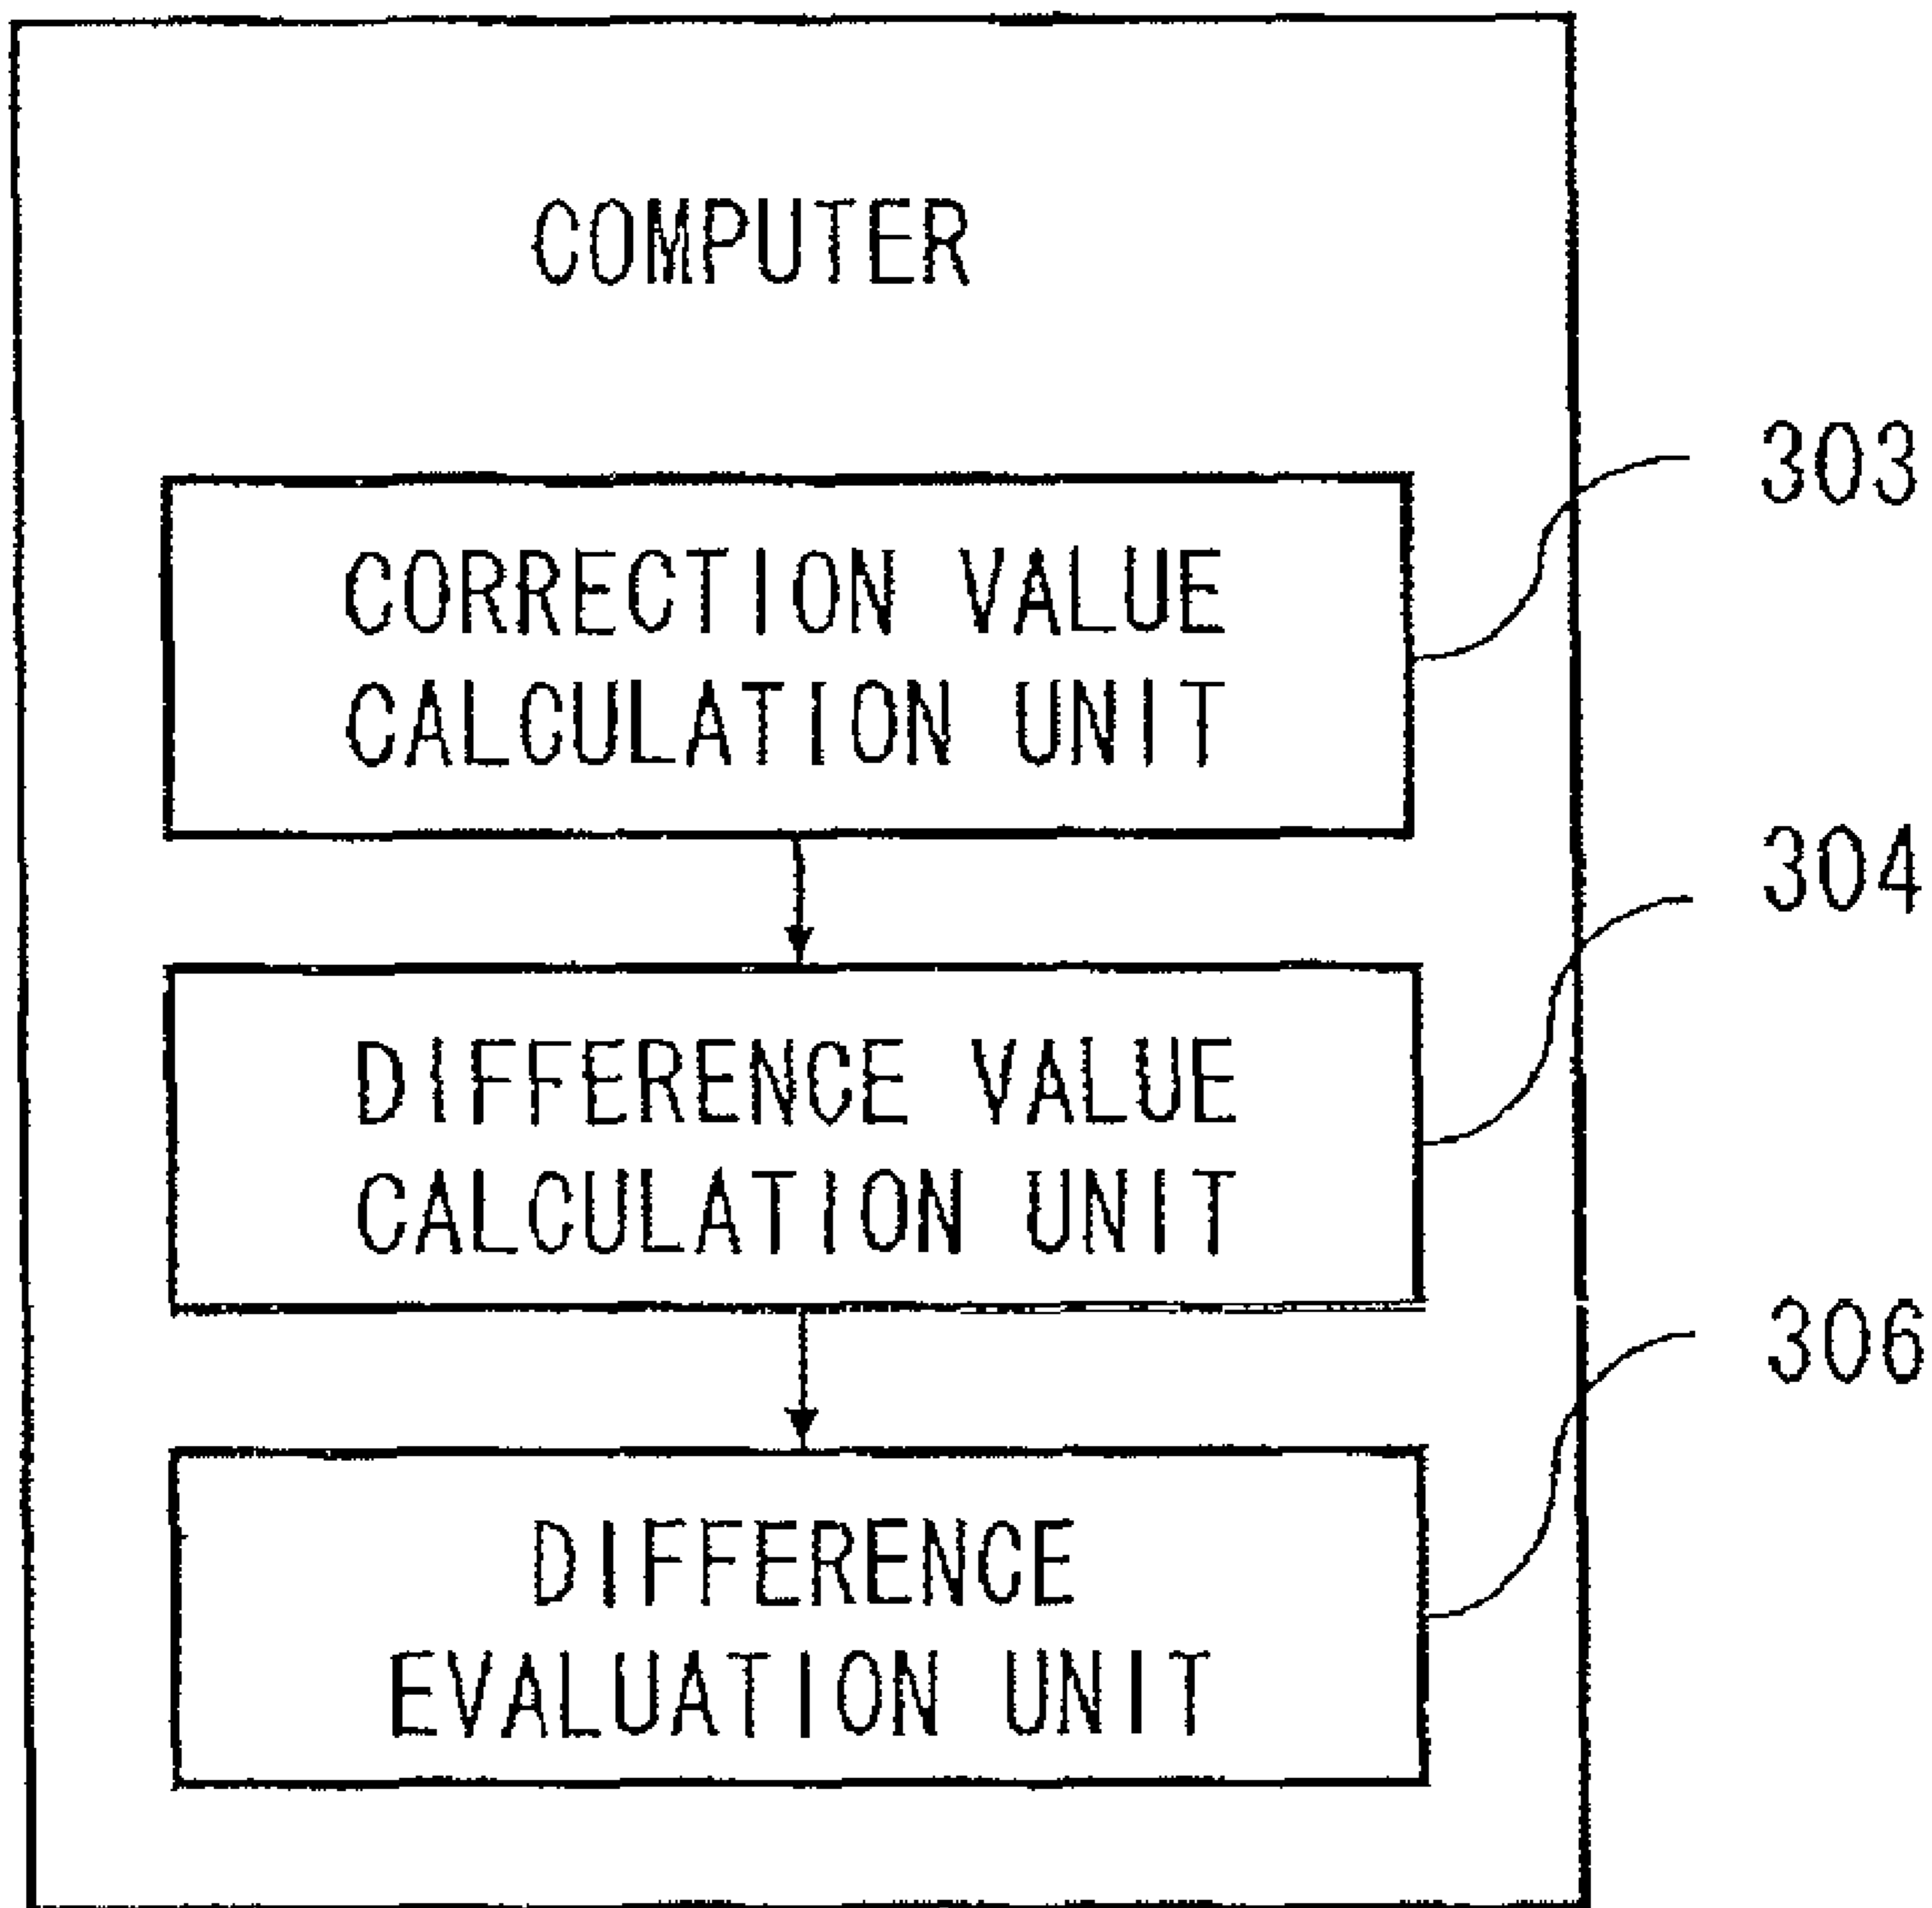 COMPUTER
303
CORRECTION VALUE
CALCULATION UNIT
304
DIFFERENCE VALUE
CALCULATION UNIT
306
DIFFERENCE
EVALUATION UNIT